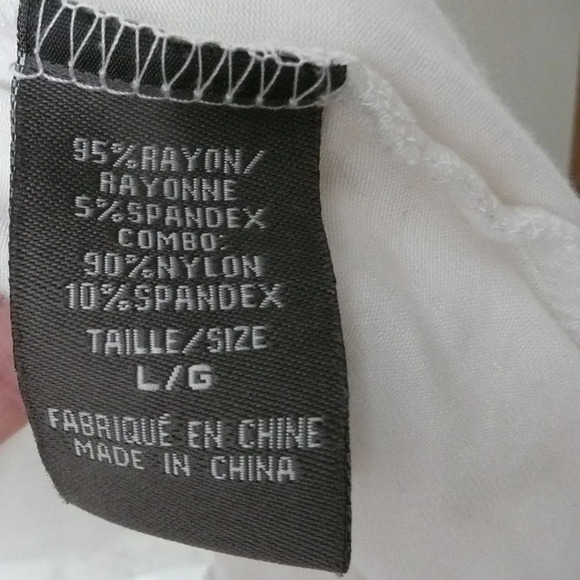 95%RAYON/
RAYONNE
5%SPANDEX
COMBO:
90%NYLON
10%SPANDEX
TAILLE/SIZE
L/G
FABRIQUÉ EN CHINE
MADE IN CHINA